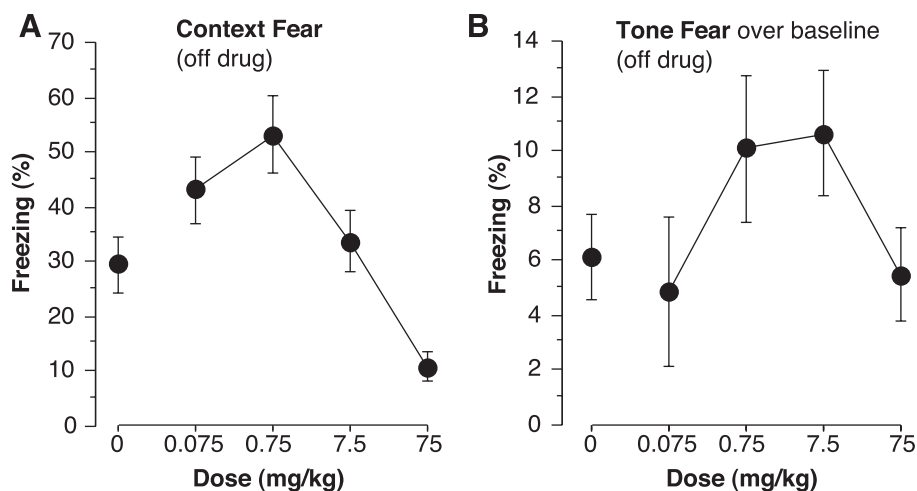 A
Context Fear
(off drug)
Freezing (%)
70
60
50
40
30
20
10
0
0 0.075 0.75 7.5 75
Dose (mg/kg)
B
Tone Fear over baseline
(off drug)
Freezing (%)
14
12
10
8
6
4
2
0
0 0.075 0.75 7.5 75
Dose (mg/kg)